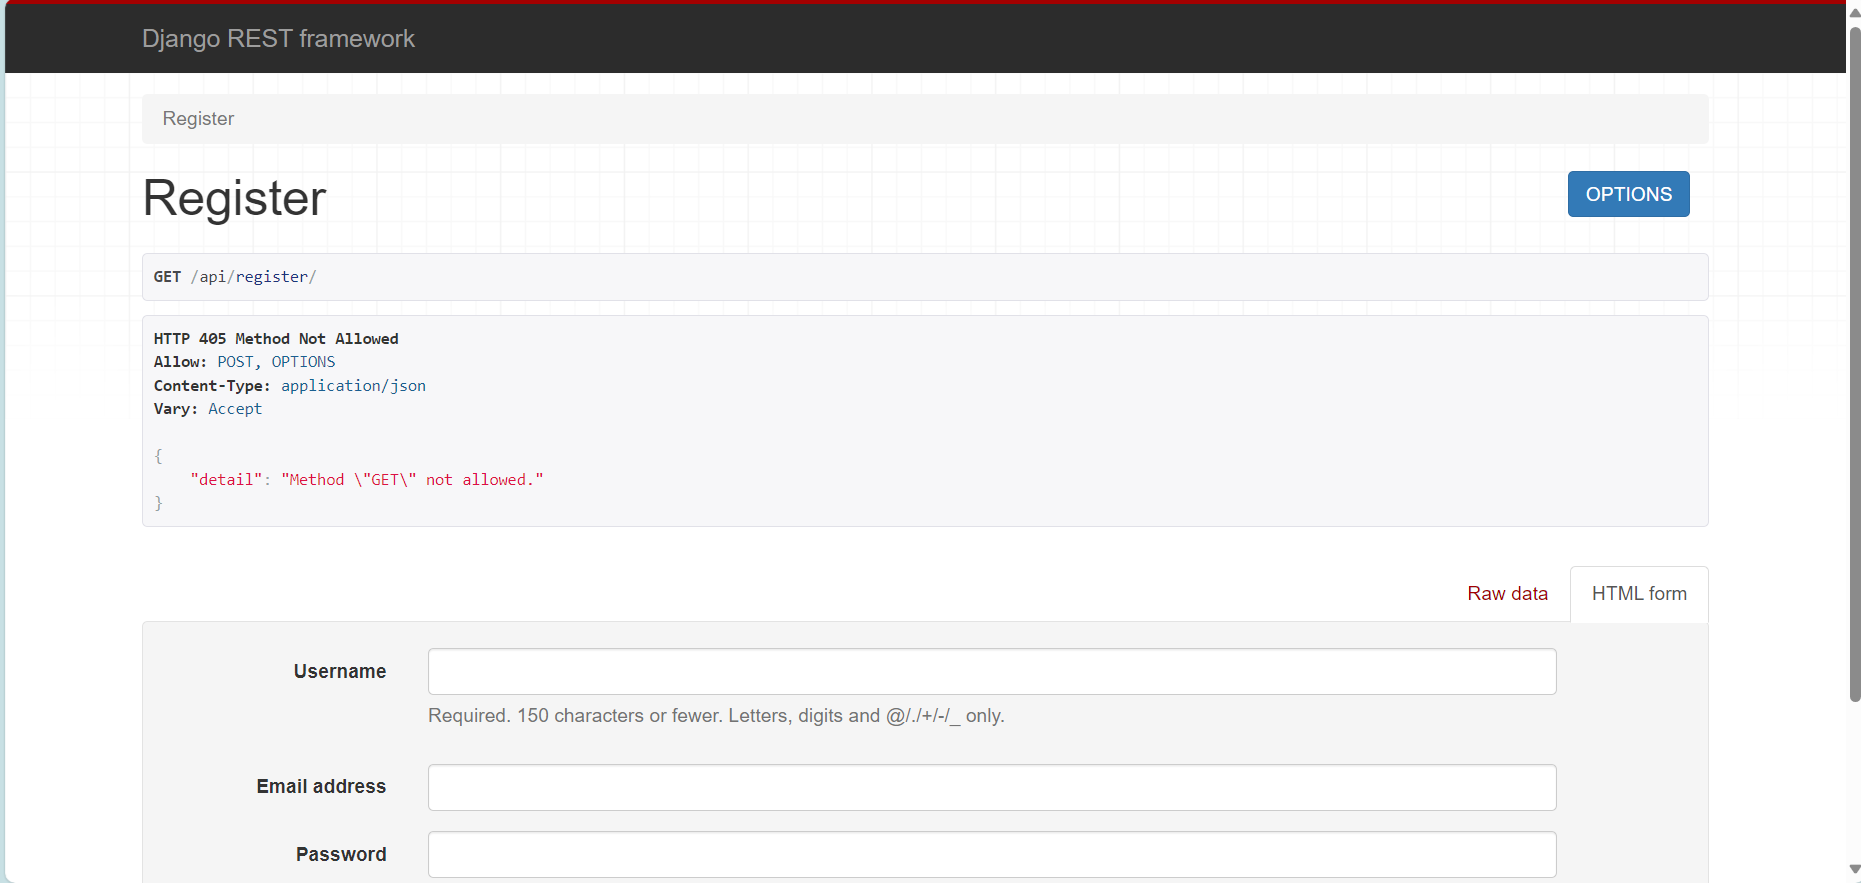 Django REST framework
Register
Register
OPTIONS
GET /api/register/
HTTP 405 Method Not Allowed
Allow: POST, OPTIONS
Content-Type: application/json
Vary: Accept
{
    "detail": "Method \"GET\" not allowed."
}
Raw data
HTML form
Username
Required. 150 characters or fewer. Letters, digits and @/./+/-/_ only.
Email address
Password